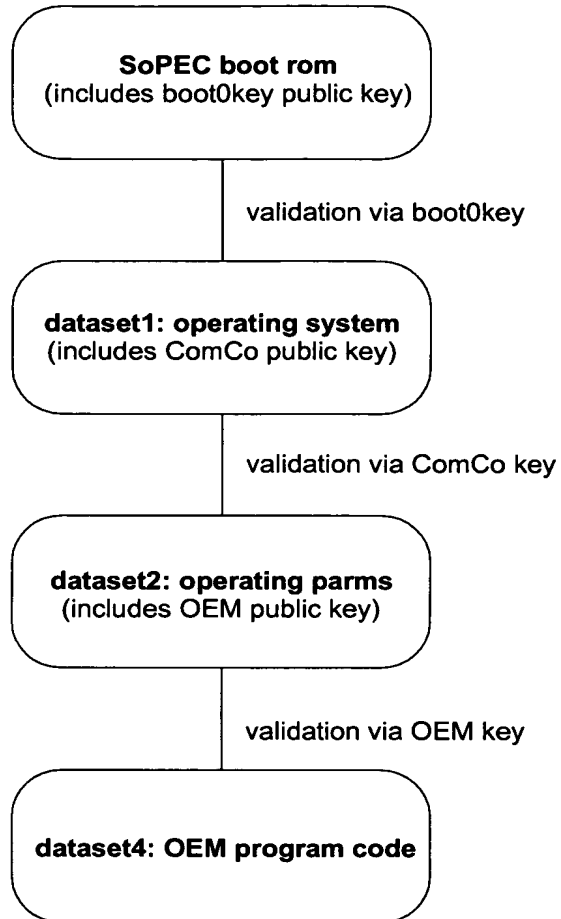 SoPEC boot rom
(includes boot0key public key)
validation via boot0key
dataset1: operating system
(includes ComCo public key)
validation via ComCo key
dataset2: operating parms
(includes OEM public key)
validation via OEM key
dataset4: OEM program code